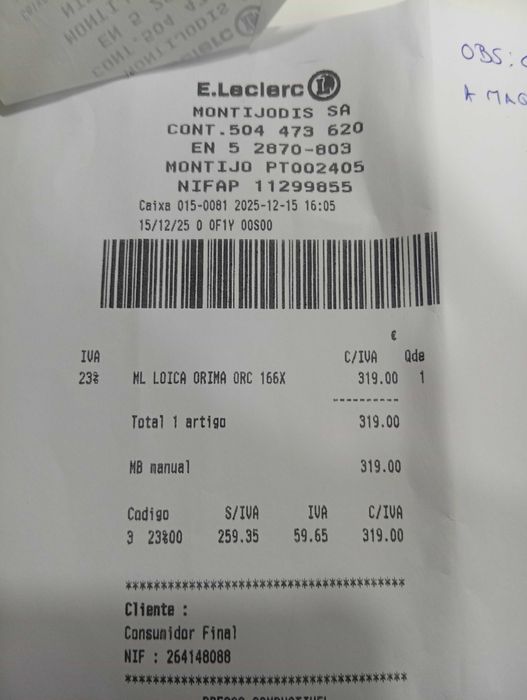 OBS:
A MAQ
E.Leclerc L
MONTIJODIS SA
CONT.504 473 620
EN 5 2870-803
MONTIJO PT002405
NIFAP 11299855
Caixa 015-0081 2025-12-15 16:05
15/12/25 0 0F1Y 00S00
€
IVA C/IVA Qde
23% ML LOICA ORIMA ORC 166X 319.00 1
----------
Total 1 artigo 319.00
MB manual 319.00
Codigo S/IVA IVA C/IVA
3 23%00 259.35 59.65 319.00
****************************************
Cliente :
Consumidor Final
NIF : 264148088
****************************************